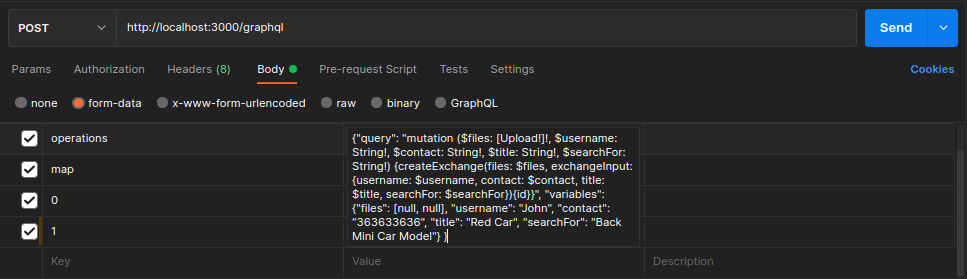 POST http://localhost:3000/graphql Send
Params Authorization Headers (8) Body Pre-request Script Tests Settings Cookies
none form-data x-www-form-urlencoded raw binary GraphQL
operations
{"query": "mutation ($files: [Upload!]!, $username:
String!, $contact: String!, $title: String!, $searchFor:
String!) {createExchange(files: $files, exchangeInput:
{username: $username, contact: $contact, title:
$title, searchFor: $searchFor}){id}}", "variables":
{"files": [null, null], "username": "John", "contact":
"363633636", "title": "Red Car", "searchFor": "Back
Mini Car Model"} }
map
0
1
Key Value Description